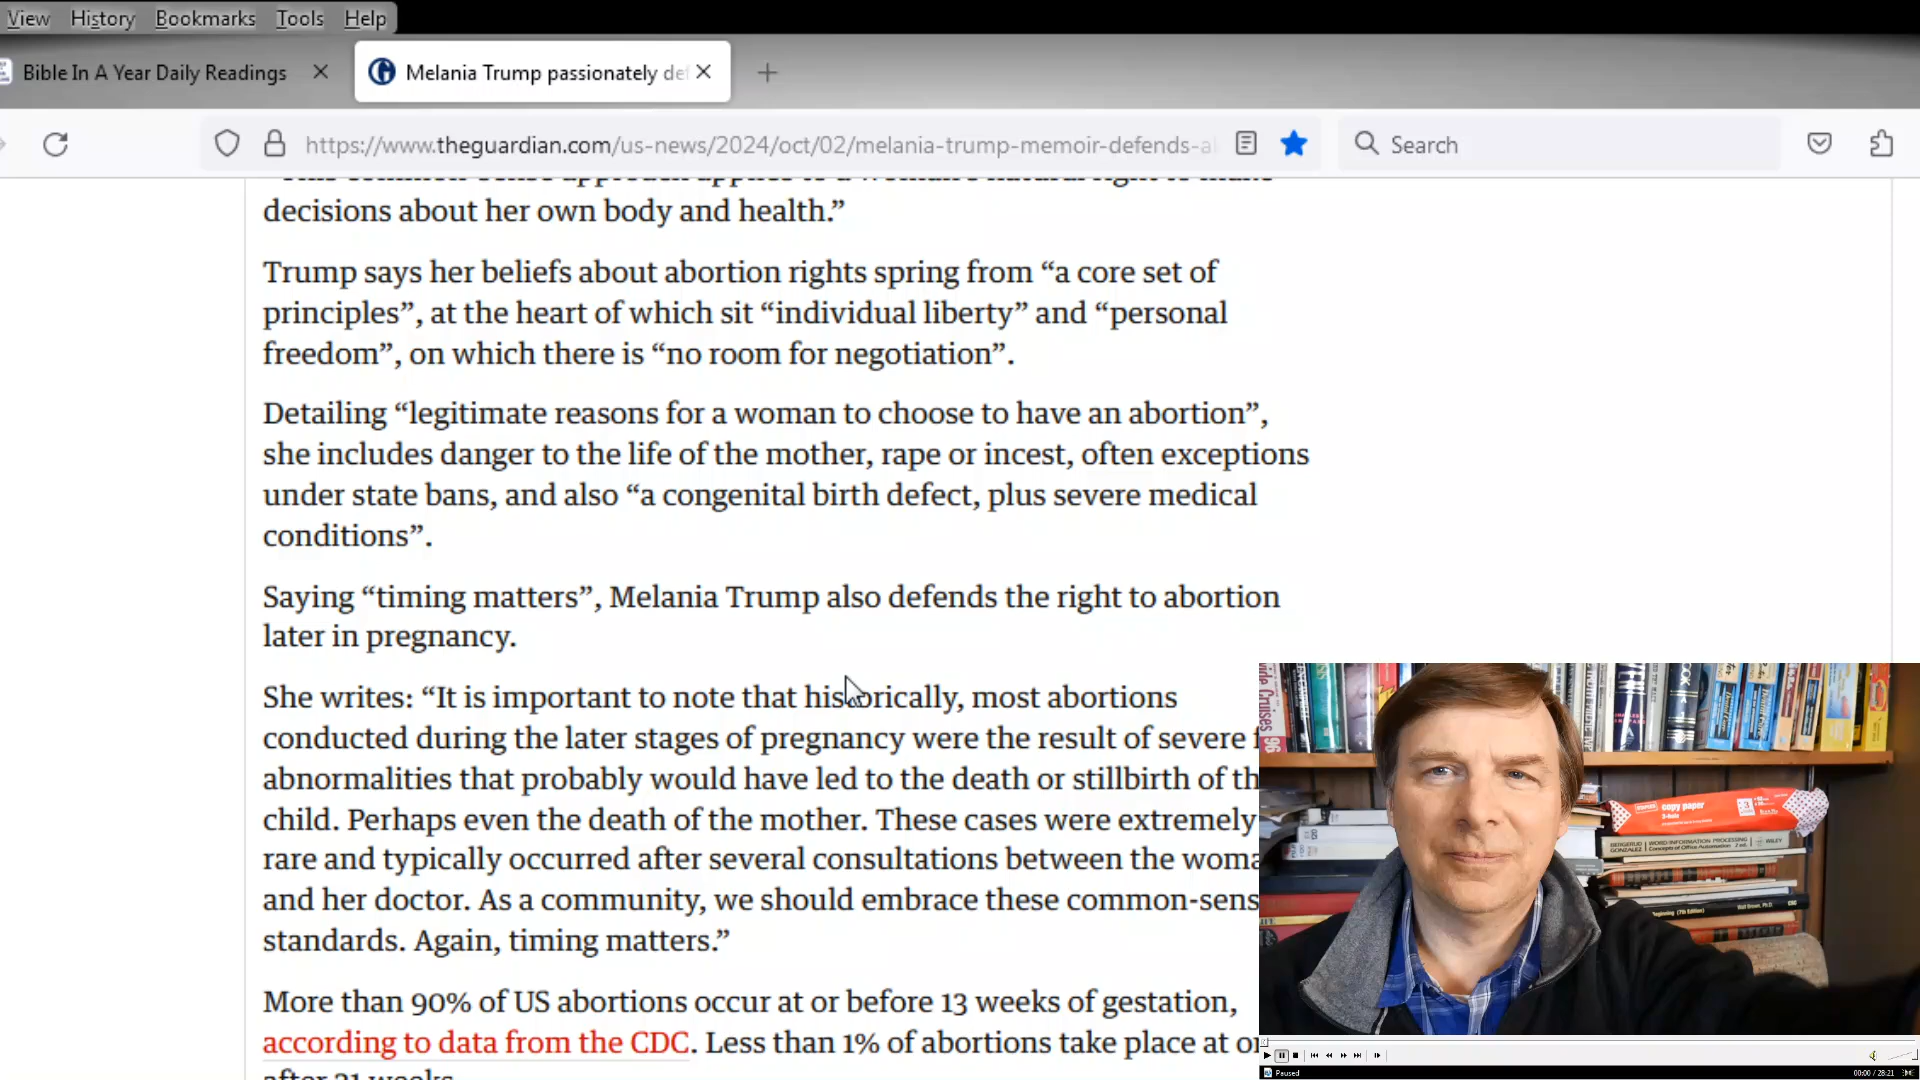 View History Bookmarks Tools Help
Bible In A Year Daily Readings
Melania Trump passionately de
https://www.theguardian.com/us-news/2024/oct/02/melania-trump-memoir-defends-a
Search
decisions about her own body and health.”
Trump says her beliefs about abortion rights spring from “a core set of
principles”, at the heart of which sit “individual liberty” and “personal
freedom”, on which there is “no room for negotiation”.
Detailing “legitimate reasons for a woman to choose to have an abortion”,
she includes danger to the life of the mother, rape or incest, often exceptions
under state bans, and also “a congenital birth defect, plus severe medical
conditions”.
Saying “timing matters”, Melania Trump also defends the right to abortion
later in pregnancy.
She writes: “It is important to note that historically, most abortions
conducted during the later stages of pregnancy were the result of severe f
abnormalities that probably would have led to the death or stillbirth of th
child. Perhaps even the death of the mother. These cases were extremely
rare and typically occurred after several consultations between the woma
and her doctor. As a community, we should embrace these common-sens
standards. Again, timing matters.”
More than 90% of US abortions occur at or before 13 weeks of gestation,
according to data from the CDC. Less than 1% of abortions take place at or
copy paper
WORD INFORMATION PROCESSING
WILEY
Paused
00:00 / 28:21